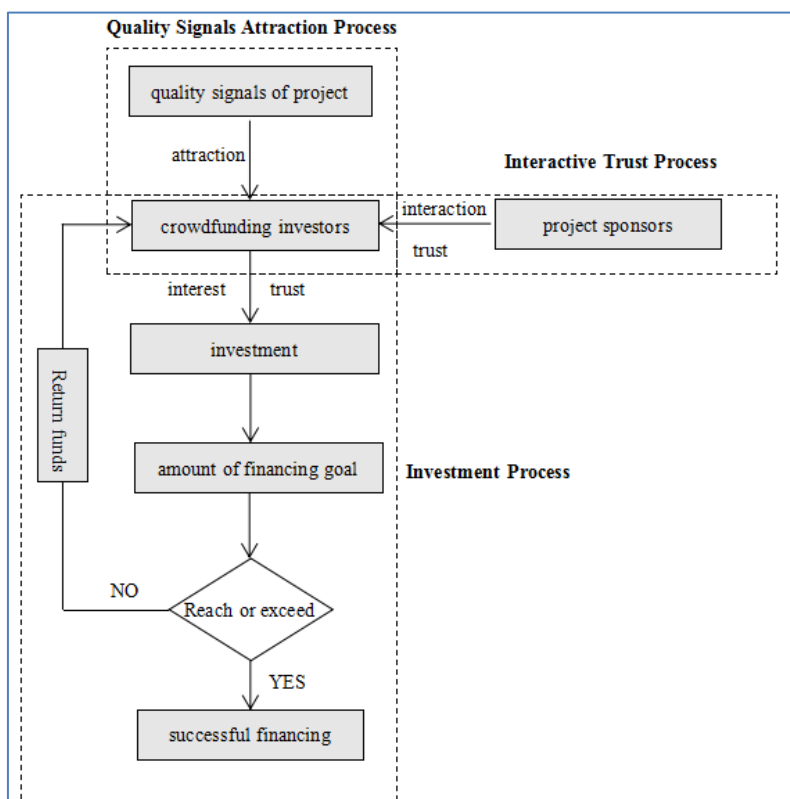 Quality Signals Attraction Process
quality signals of project
attraction
Interactive Trust Process
crowdfunding investors
interaction
trust
project sponsors
interest trust
investment
Return funds
amount of financing goal
Investment Process
NO
Reach or exceed
YES
successful financing